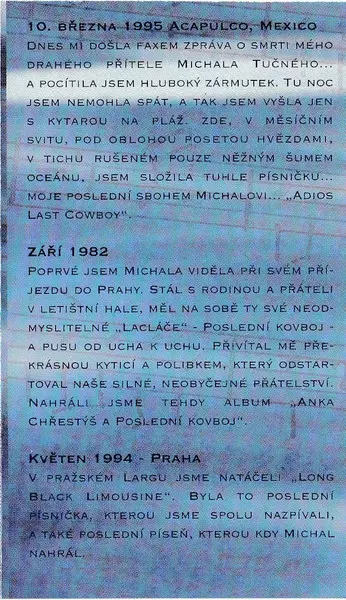 10. března 1995 Acapulco, Mexico
Dnes mi došla faxem zpráva o smrti mého
drahého přítele Michala Tučného...
a pocítila jsem hluboký zármutek. Tu noc
jsem nemohla spát, a tak jsem vyšla jen
s kytarou na pláž. Zde, v měsíčním
svitu, pod oblohou posetou hvězdami,
v tichu rušeném pouze něžným šumem
oceánu, jsem složila tuhle písničku...
moje poslední sbohem Michalovi... „Adios
Last Cowboy".
Září 1982
Poprvé jsem Michala viděla při svém pří-
jezdu do Prahy. Stál s rodinou a přáteli
v letištní hale, měl na sobě ty své neod-
myslitelné „lacláče" - poslední kovboj -
a pusu od ucha k uchu. Přivítal mě pře-
krásnou kyticí a polibkem, který odstar-
toval naše silné, neobyčejné přátelství.
Nahráli jsme tehdy album „Anka
Chřestýš a Poslední kovboj".
Květen 1994 - Praha
V pražském Largu jsme natáčeli „Long
Black Limousine". Byla to poslední
písnička, kterou jsme spolu nazpívali,
a také poslední píseň, kterou kdy Michal
nahrál.